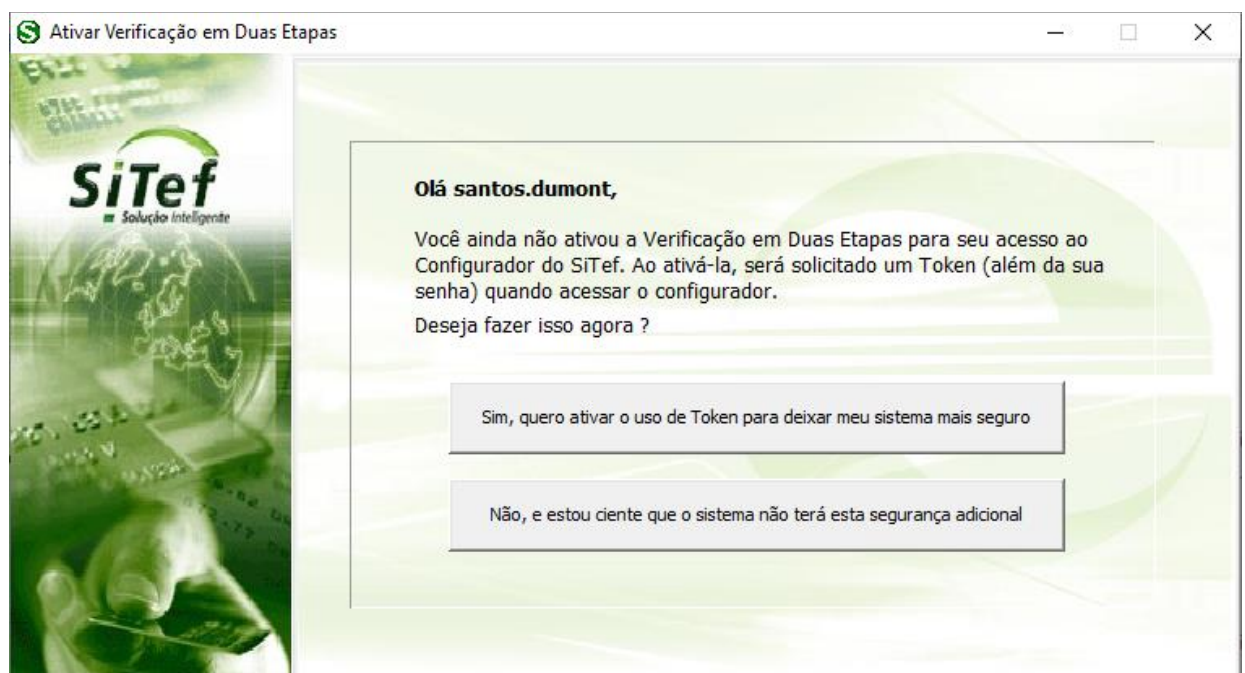 Ativar Verificação em Duas Etapas
SiTef
Solução Inteligente
Olá santos.dumont,
Você ainda não ativou a Verificação em Duas Etapas para seu acesso ao
Configurador do SiTef. Ao ativá-la, será solicitado um Token (além da sua
senha) quando acessar o configurador.
Deseja fazer isso agora ?
Sim, quero ativar o uso de Token para deixar meu sistema mais seguro
Não, e estou ciente que o sistema não terá esta segurança adicional